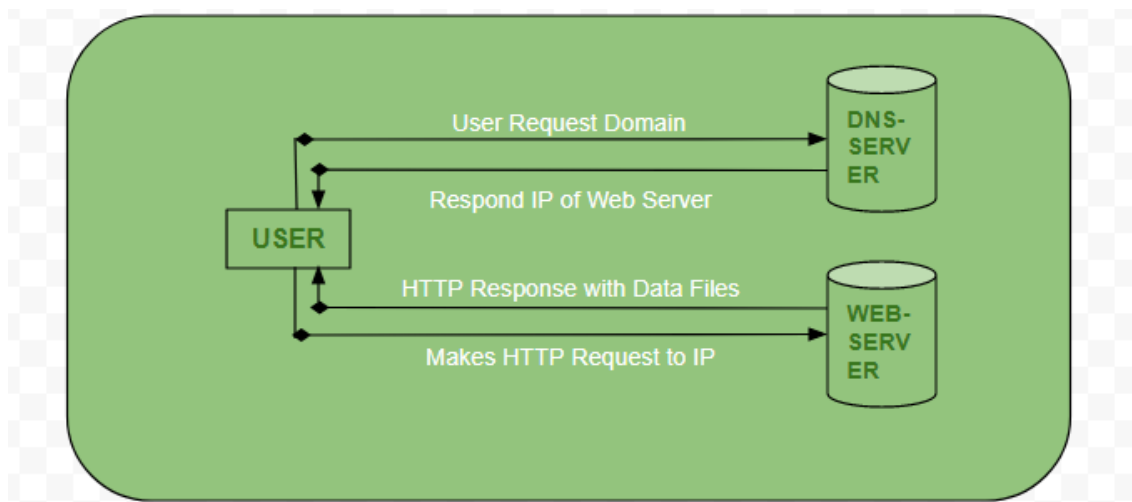 User Request Domain
DNS-
SERV
ER
Respond IP of Web Server
USER
HTTP Response with Data Files
WEB-
SERV
ER
Makes HTTP Request to IP